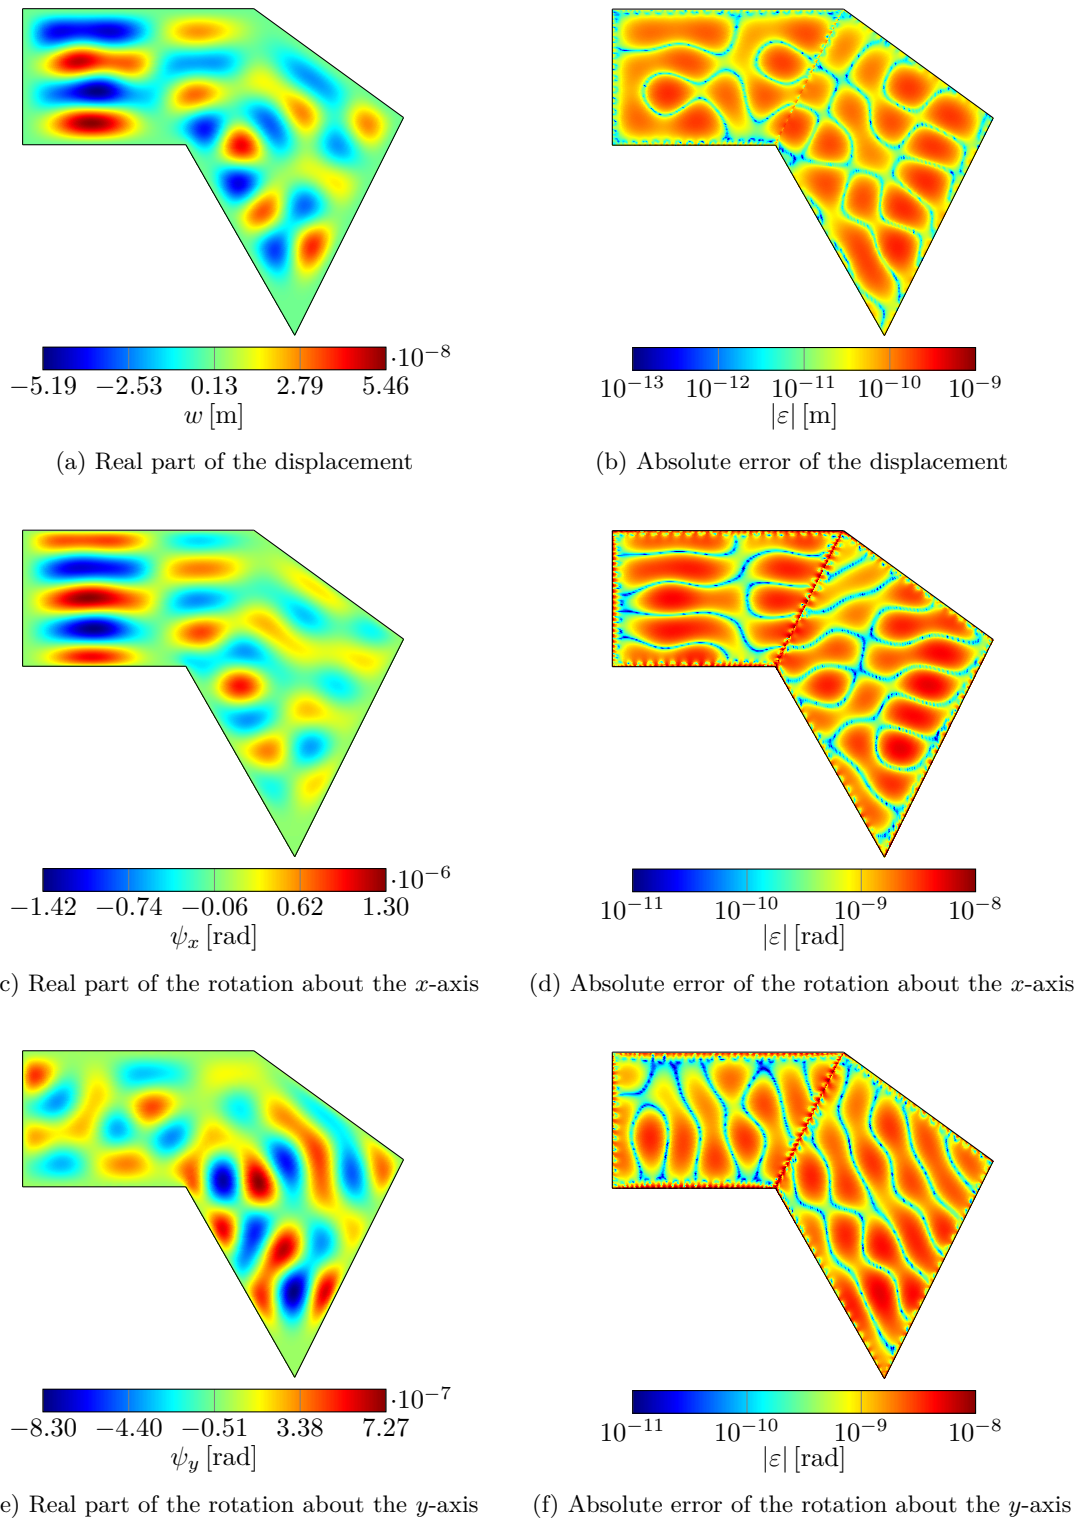 −5.19 −2.53 0.13 2.79 5.46 ·10−8
w [m]
10−13 10−12 10−11 10−10 10−9
|ε| [m]
(a) Real part of the displacement
(b) Absolute error of the displacement
−1.42 −0.74 −0.06 0.62 1.30 ·10−6
ψx [rad]
10−11 10−10 10−9 10−8
|ε| [rad]
c) Real part of the rotation about the x-axis
(d) Absolute error of the rotation about the x-axis
−8.30 −4.40 −0.51 3.38 7.27 ·10−7
ψy [rad]
10−11 10−10 10−9 10−8
|ε| [rad]
e) Real part of the rotation about the y-axis
(f) Absolute error of the rotation about the y-axis